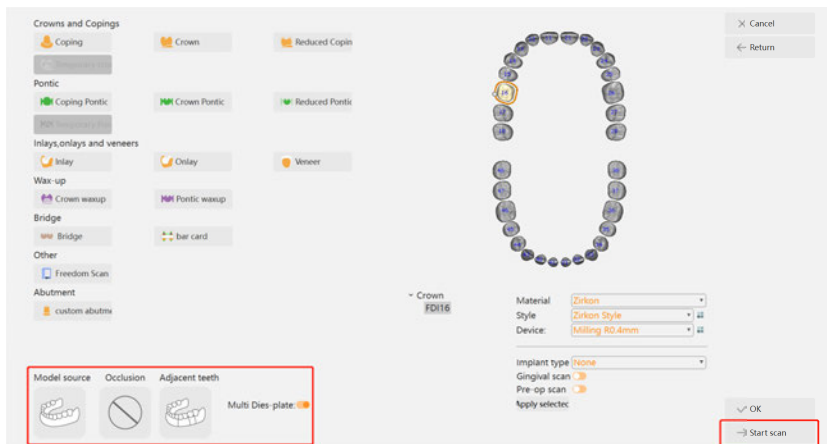 Crowns and Copings
Coping
Crown
Reduced Copin
Pontic
Coping Pontic
Crown Pontic
Reduced Pontic
Inlays,onlays and veneers
Inlay
Onlay
Veneer
Wax-up
Crown waxup
Pontic waxup
Bridge
Bridge
bar card
Other
Freedom Scan
Abutment
custom abutme
Model source
Occlusion
Adjacent teeth
Multi Dies-plate:
Crown
FDI16
Material
Zirkon
Style
Zirkon Style
Device:
Milling R0.4mm
Implant type
None
Gingival scan
Pre-op scan
Apply selectec
Cancel
Return
OK
Start scan